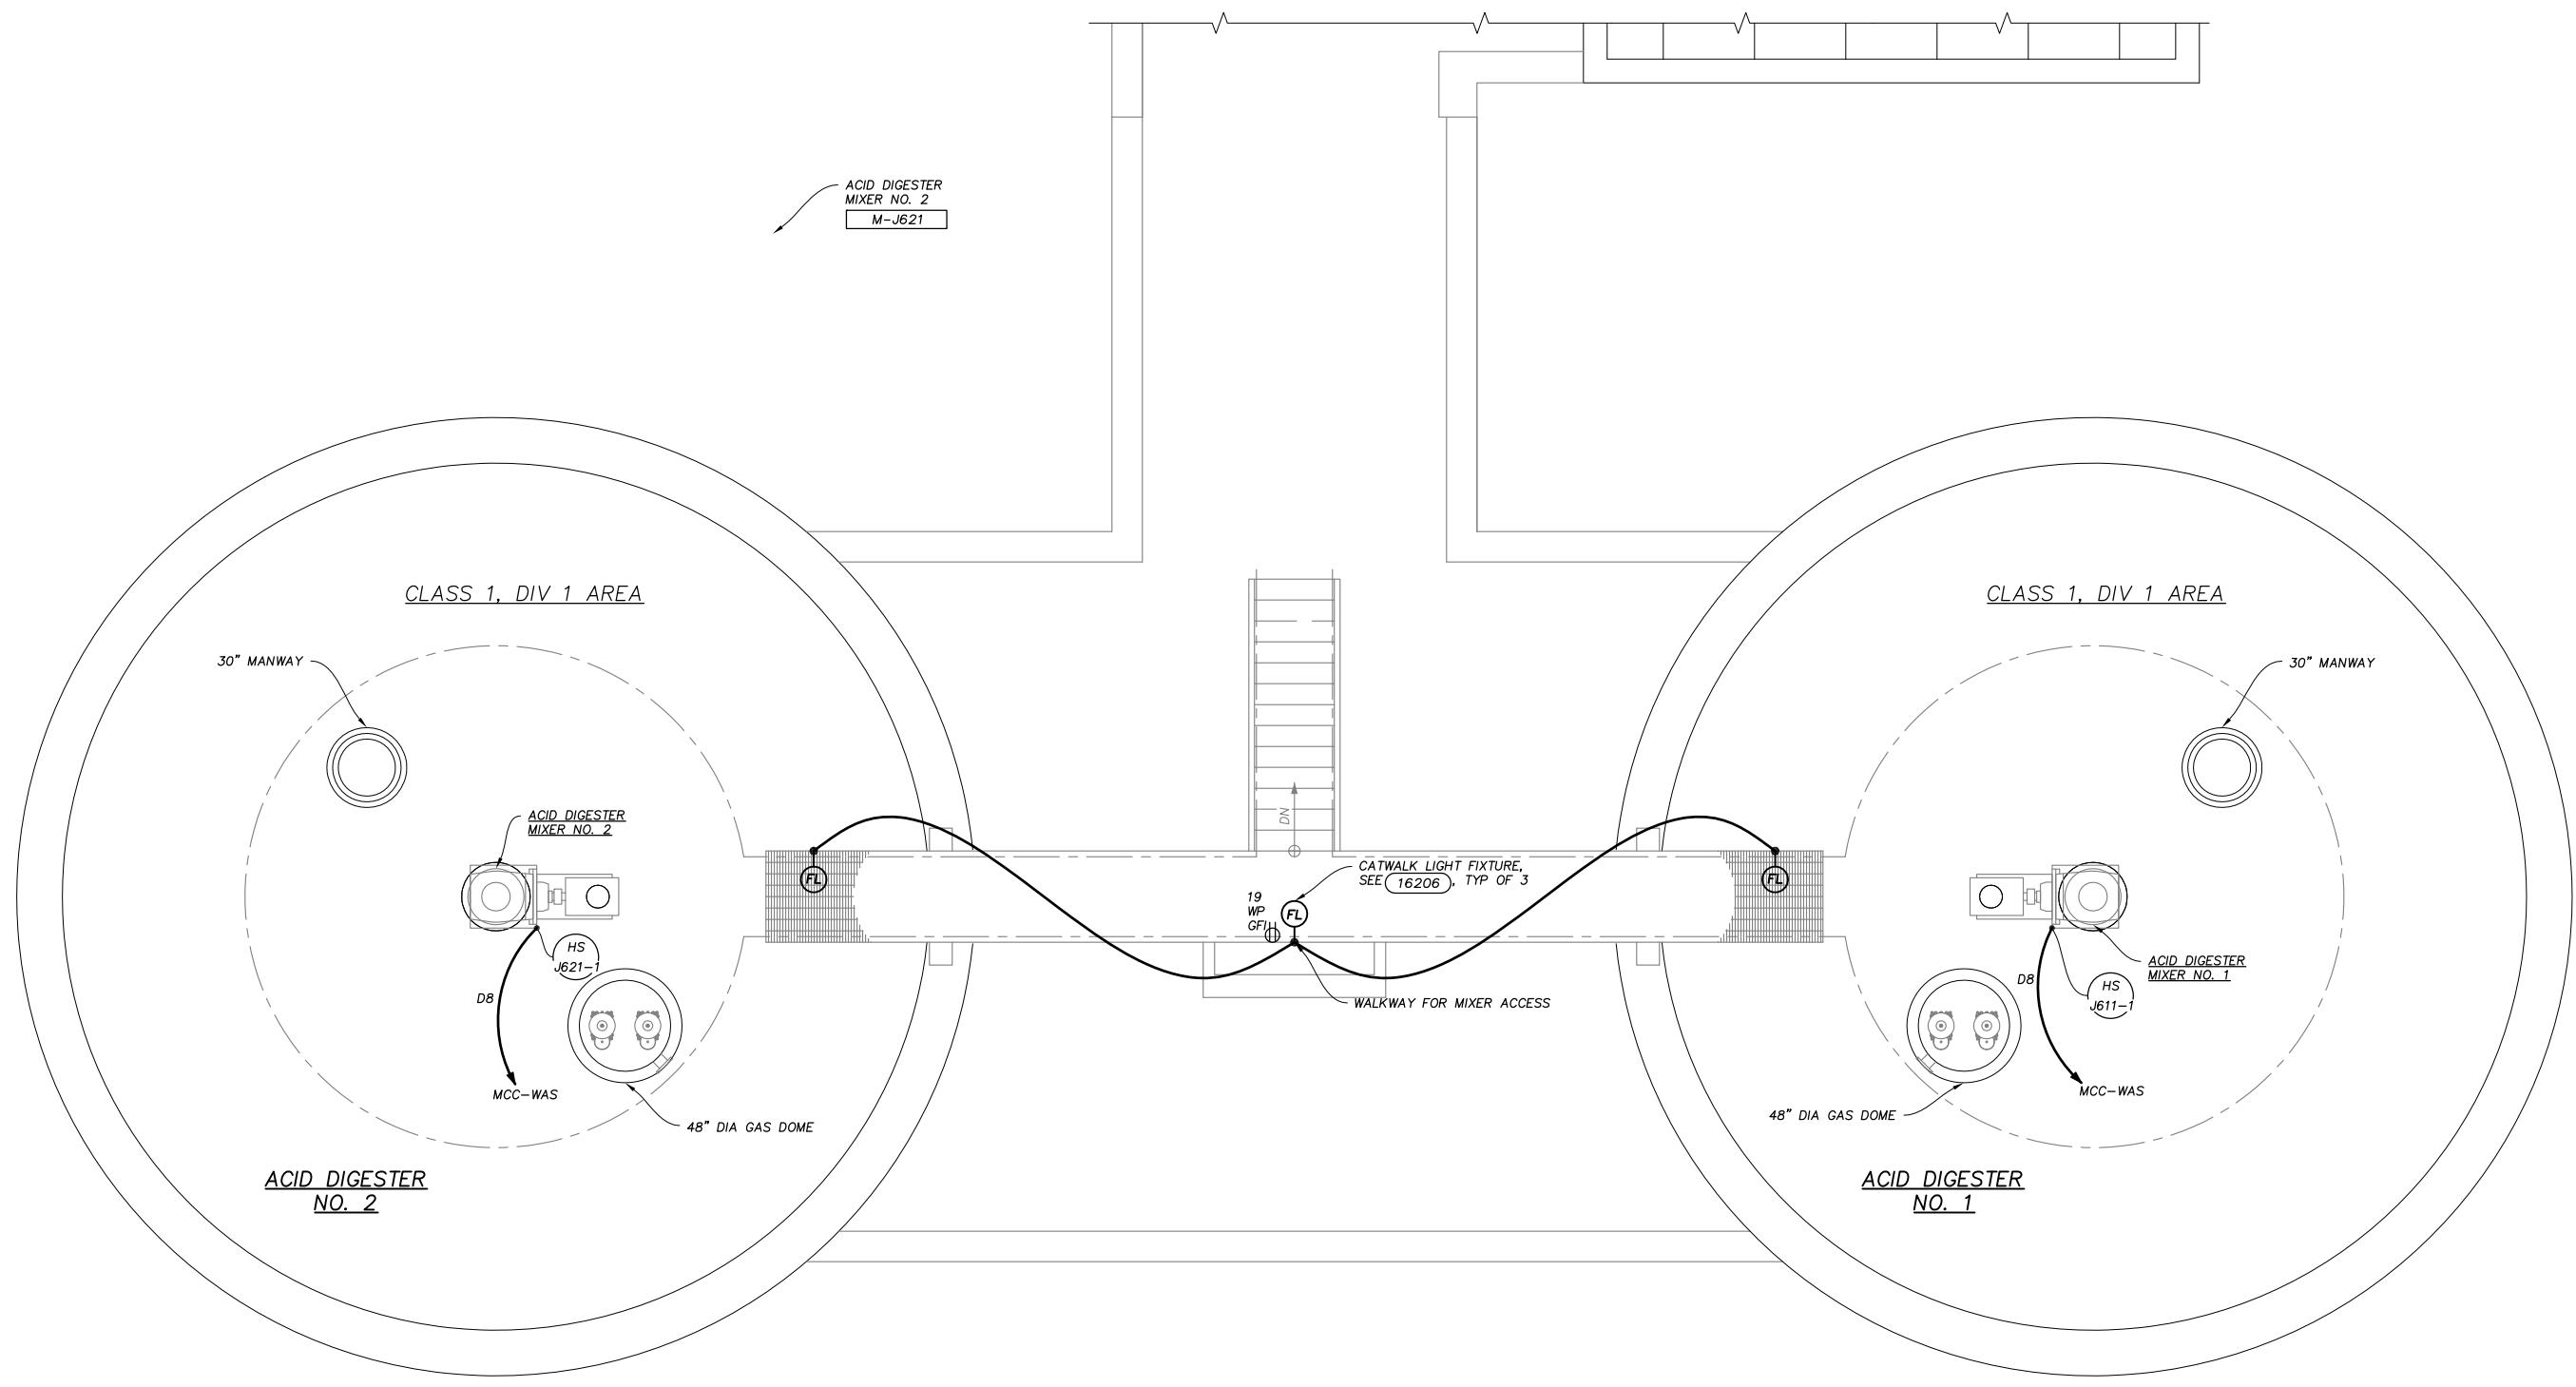 ACID DIGESTER
MIXER NO. 2
M-J621
CLASS 1, DIV 1 AREA
CLASS 1, DIV 1 AREA
30" MANWAY
30" MANWAY
ACID DIGESTER
MIXER NO. 2
DN
FL
FL
CATWALK LIGHT FIXTURE,
SEE 16206, TYP OF 3
19
WP
GFI
FL
HS
J621-1
D8
MCC-WAS
WALKWAY FOR MIXER ACCESS
ACID DIGESTER
MIXER NO. 1
D8
HS
J611-1
MCC-WAS
48" DIA GAS DOME
48" DIA GAS DOME
ACID DIGESTER
NO. 2
ACID DIGESTER
NO. 1